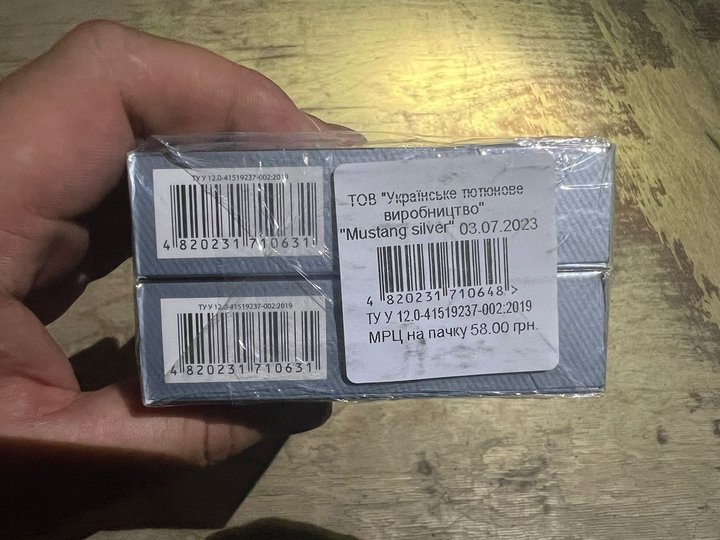 ТУ У 12.0-41519237-002:2019
4 820231 710631
ТУ У 12.0-41519237-002:2019
4 820231 710631
ТОВ "Українське тютюнове
виробництво"
"Mustang silver" 03.07.2023
4 820231 710648 >
ТУ У 12.0-41519237-002:2019
МРЦ на пачку 58.00 грн.